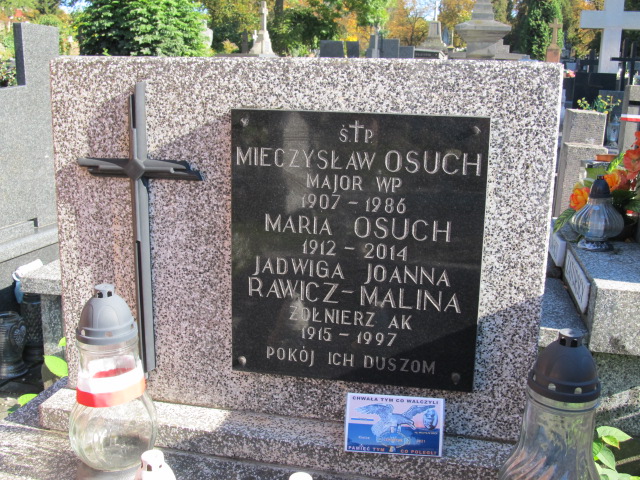 Ś✝P.
MIECZYSŁAW OSUCH
MAJOR WP
1907 - 1986
MARIA OSUCH
1912 - 2014
JADWIGA JOANNA
RAWICZ-MALINA
ŻOŁNIERZ AK
1915 - 1997
POKÓJ ICH DUSZOM
CHWAŁA TYM CO WALCZYLI
PAMIĘĆ TYM CO POLEGLI